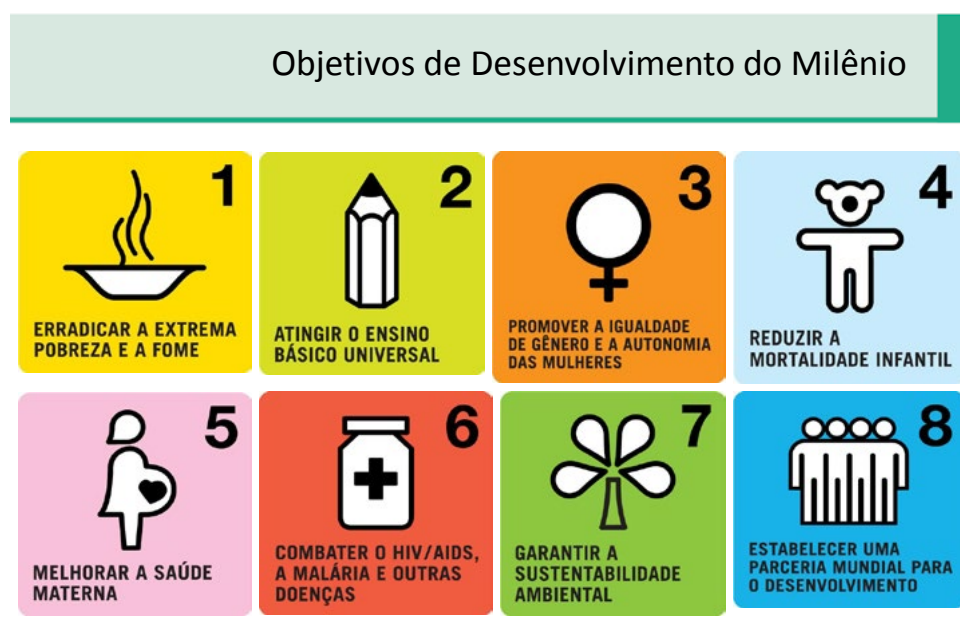 Objetivos de Desenvolvimento do Milênio
1
ERRADICAR A EXTREMA
POBREZA E A FOME
2
ATINGIR O ENSINO
BÁSICO UNIVERSAL
3
PROMOVER A IGUALDADE
DE GÊNERO E A AUTONOMIA
DAS MULHERES
4
REDUZIR A
MORTALIDADE INFANTIL
5
MELHORAR A SAÚDE
MATERNA
6
COMBATER O HIV/AIDS,
A MALÁRIA E OUTRAS
DOENÇAS
7
GARANTIR A
SUSTENTABILIDADE
AMBIENTAL
8
ESTABELECER UMA
PARCERIA MUNDIAL PARA
O DESENVOLVIMENTO